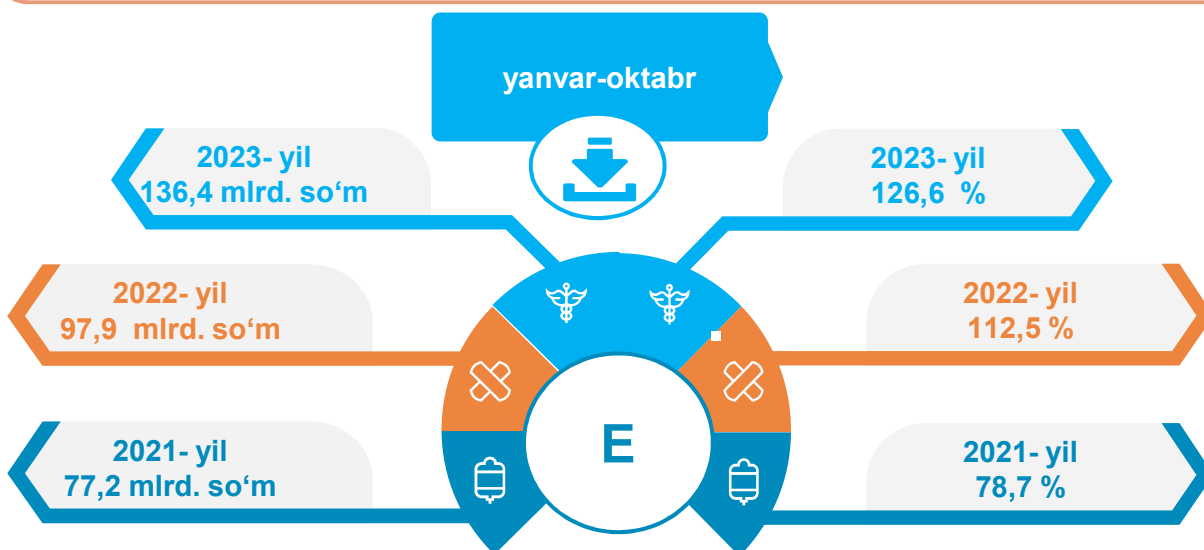 yanvar-oktabr
2023- yil
136,4 mlrd. so‘m
2023- yil
126,6 %
2022- yil
97,9 mlrd. so‘m
2022- yil
112,5 %
2021- yil
77,2 mlrd. so‘m
2021- yil
78,7 %
E